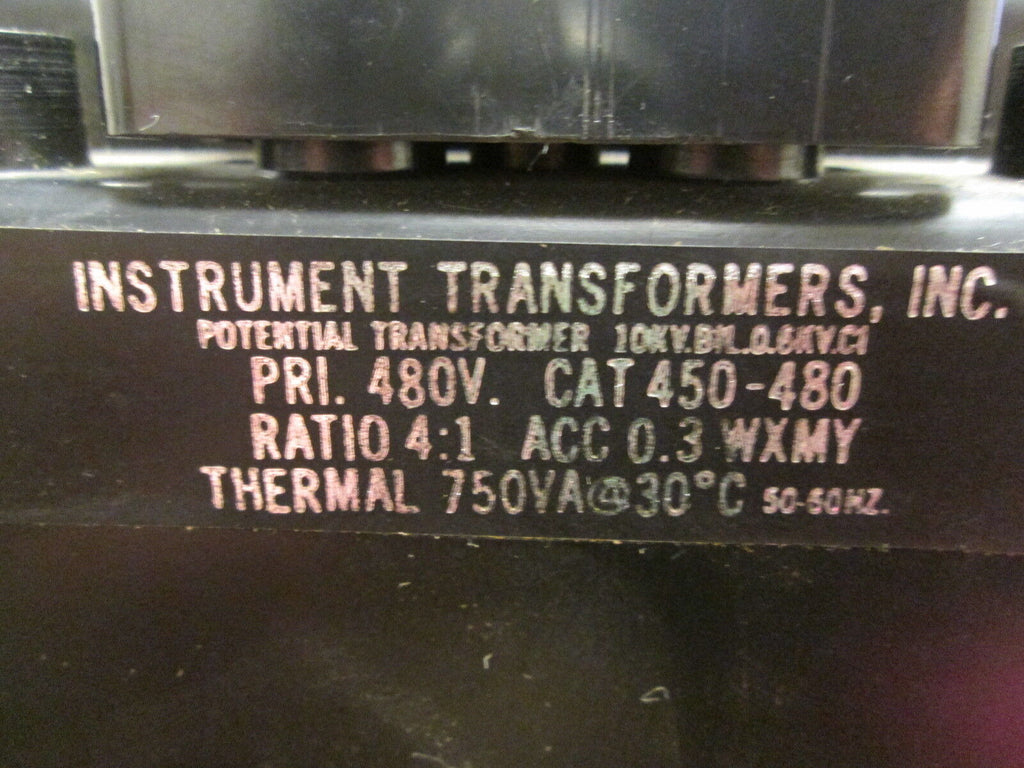 INSTRUMENT TRANSFORMERS, INC.
POTENTIAL TRANSFORMER 10KV.BIL.0.6KV.Cl
PRI. 480V. CAT 450-480
RATIO 4:1 ACC 0.3 WXMY
THERMAL 750VA@30°C 50-60HZ.